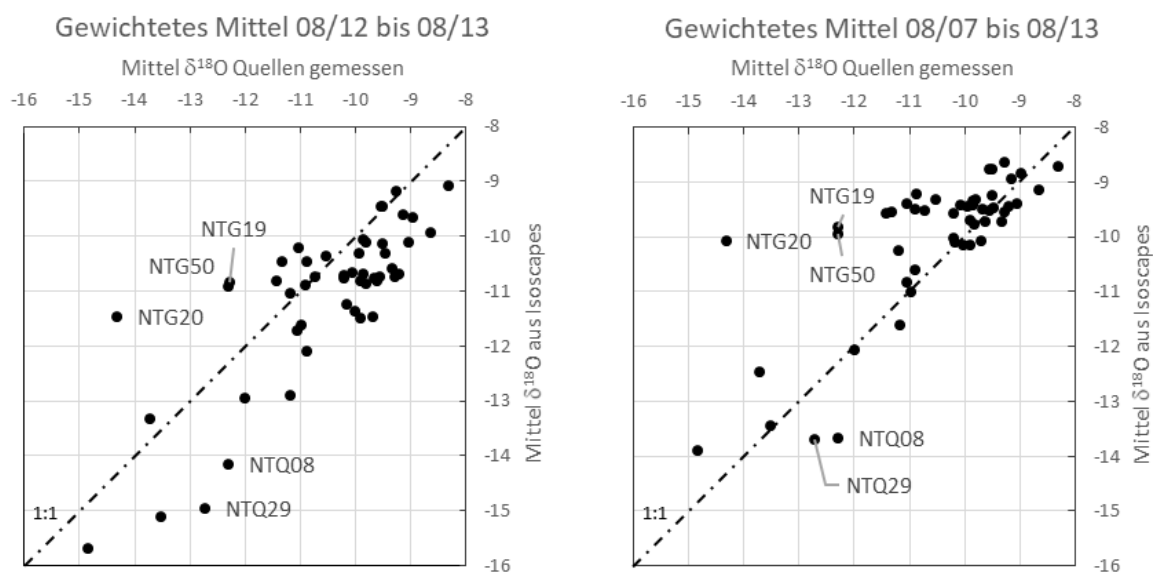 Gewichtetes Mittel 08/12 bis 08/13
Mittel δ¹⁸O Quellen gemessen
-16 -15 -14 -13 -12 -11 -10 -9 -8
-8
-9
-10
-11
-12
-13
-14
-15
-16
Mittel δ¹⁸O aus Isoscapes
NTG19
NTG50
NTG20
NTQ08
NTQ29
1:1
Gewichtetes Mittel 08/07 bis 08/13
Mittel δ¹⁸O Quellen gemessen
-16 -15 -14 -13 -12 -11 -10 -9 -8
-8
-9
-10
-11
-12
-13
-14
-15
-16
Mittel δ¹⁸O aus Isoscapes
NTG19
NTG20
NTG50
NTQ08
NTQ29
1:1